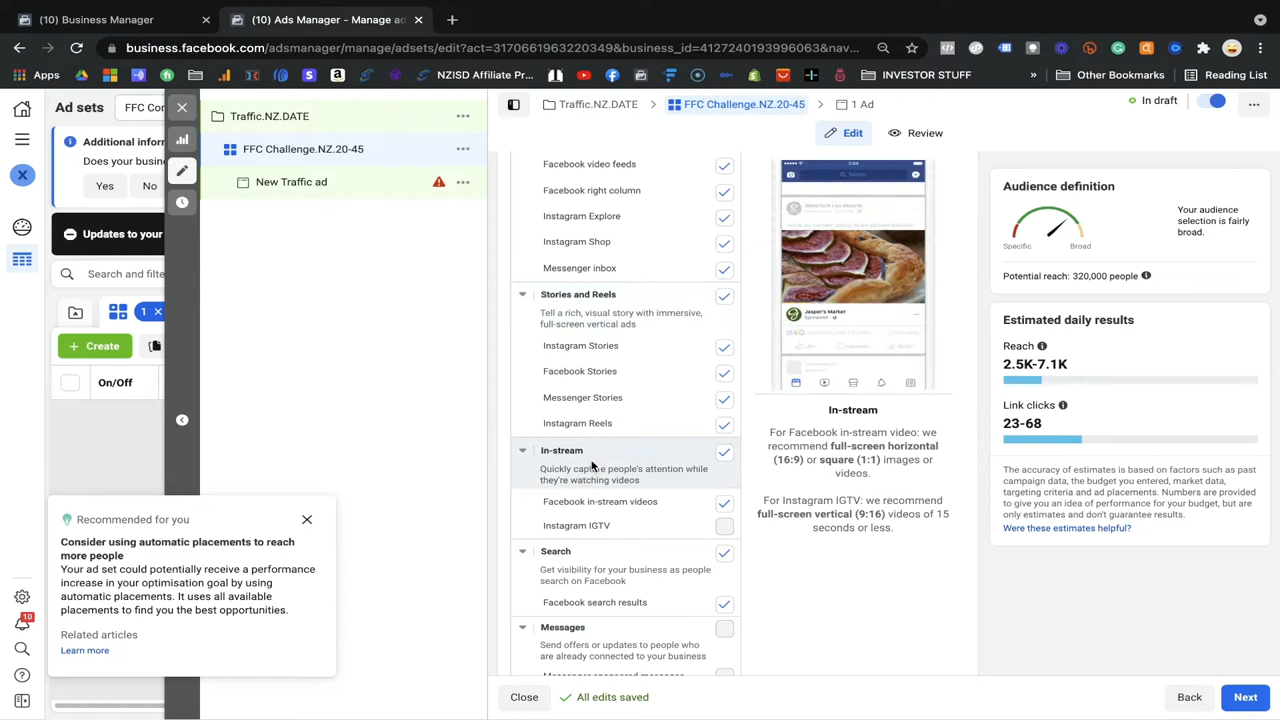 (10) Business Manager
(10) Ads Manager - Manage ad
business.facebook.com/adsmanager/manage/adsets/edit?act=3170661963220349&business_id=4127240193996063&nav...
Apps
NZISD Affiliate Pr...
INVESTOR STUFF
»
Other Bookmarks
Reading List
Ad sets
FFC Cor
Additional inforr
Does your busine
Yes
No
Updates to your
Search and filte
1
Create
On/Off
Traffic.NZ.DATE
FFC Challenge.NZ.20-45
New Traffic ad
Traffic.NZ.DATE
FFC Challenge.NZ.20-45
1 Ad
In draft
Edit
Review
Facebook video feeds
Facebook right column
Instagram Explore
Instagram Shop
Messenger inbox
Stories and Reels
Tell a rich, visual story with immersive,
full-screen vertical ads
Instagram Stories
Facebook Stories
Messenger Stories
Instagram Reels
In-stream
Quickly capture people's attention while
they're watching videos
Facebook in-stream videos
Instagram IGTV
Search
Get visibility for your business as people
search on Facebook
Facebook search results
Messages
Send offers or updates to people who
are already connected to your business
Search
Jasper's Market
In-stream
For Facebook in-stream video: we
recommend full-screen horizontal
(16:9) or square (1:1) images or
videos.
For Instagram IGTV: we recommend
full-screen vertical (9:16) videos of 15
seconds or less.
Audience definition
Specific
Broad
Your audience
selection is fairly
broad.
Potential reach: 320,000 people
Estimated daily results
Reach
2.5K-7.1K
Link clicks
23-68
The accuracy of estimates is based on factors such as past
campaign data, the budget you entered, market data,
targeting criteria and ad placements. Numbers are provided
to give you an idea of performance for your budget, but are
only estimates and don't guarantee results.
Were these estimates helpful?
Recommended for you
Consider using automatic placements to reach
more people
Your ad set could potentially receive a performance
increase in your optimisation goal by using
automatic placements. It uses all available
placements to find you the best opportunities.
Related articles
Learn more
10
Close
All edits saved
Back
Next